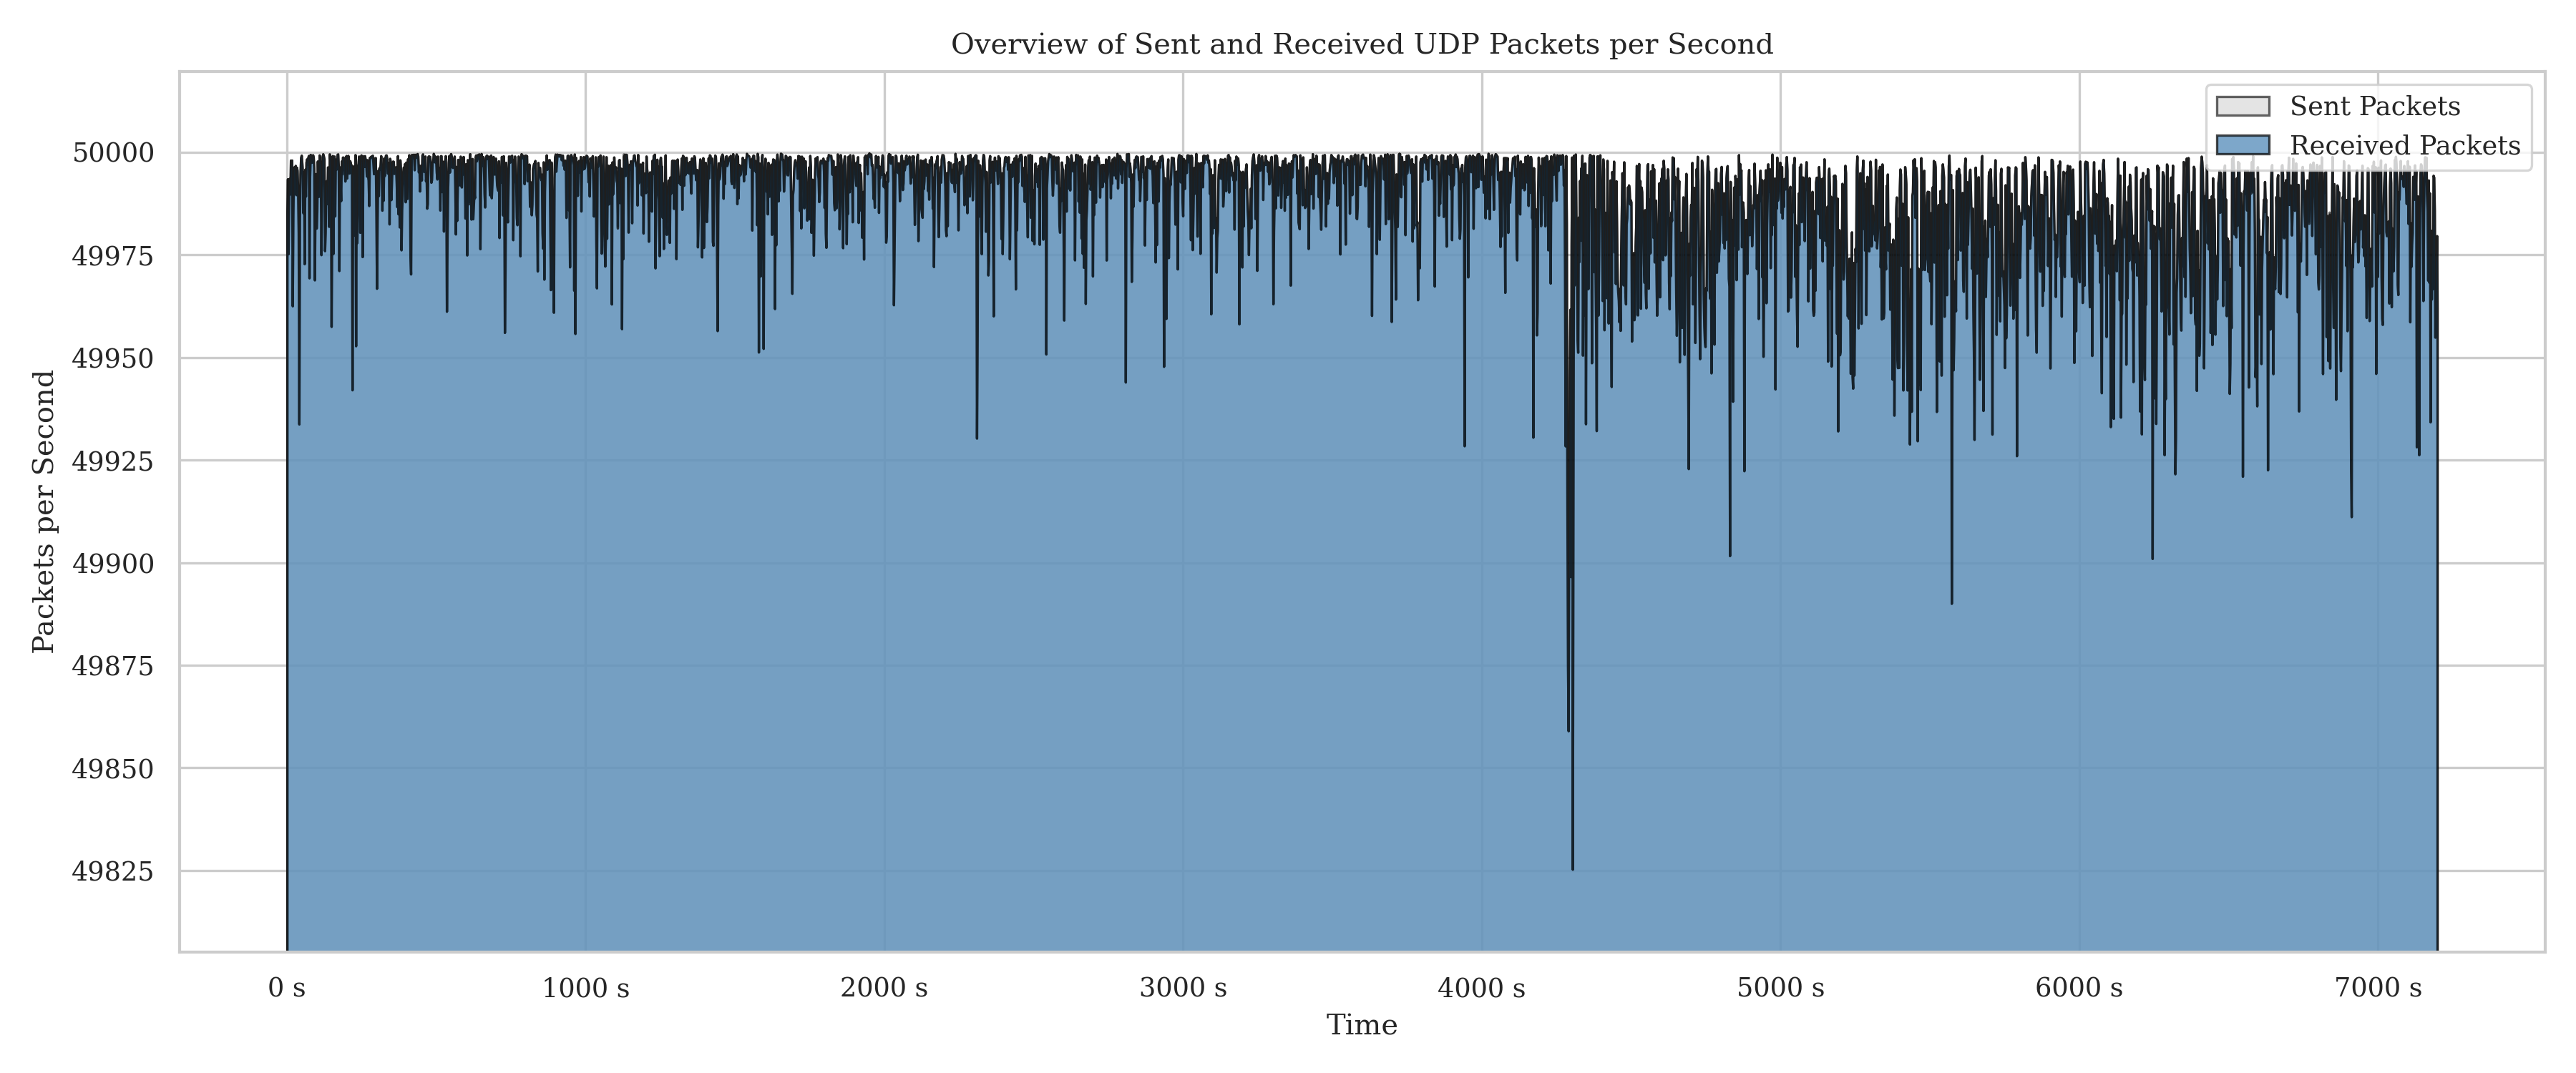 Overview of Sent and Received UDP Packets per Second
Sent Packets
Received Packets
Packets per Second
50000
49975
49950
49925
49900
49875
49850
49825
0 s
1000 s
2000 s
3000 s
4000 s
5000 s
6000 s
7000 s
Time